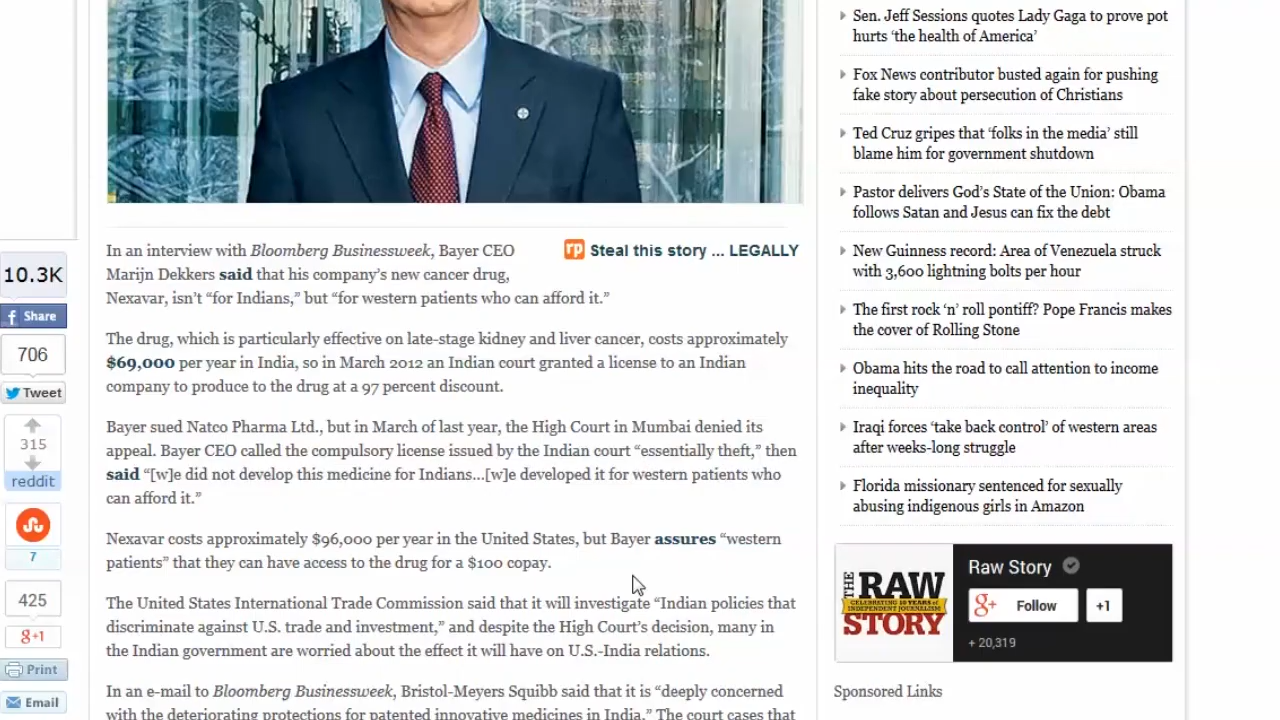 Sen. Jeff Sessions quotes Lady Gaga to prove pot
hurts ‘the health of America’
Fox News contributor busted again for pushing
fake story about persecution of Christians
Ted Cruz gripes that ‘folks in the media’ still
blame him for government shutdown
Pastor delivers God’s State of the Union: Obama
follows Satan and Jesus can fix the debt
New Guinness record: Area of Venezuela struck
with 3,600 lightning bolts per hour
The first rock ‘n’ roll pontiff? Pope Francis makes
the cover of Rolling Stone
Obama hits the road to call attention to income
inequality
Iraqi forces ‘take back control’ of western areas
after weeks-long struggle
Florida missionary sentenced for sexually
abusing indigenous girls in Amazon
10.3K
f Share
706
Tweet
315
reddit
7
425
g+1
Print
Email
In an interview with Bloomberg Businessweek, Bayer CEO
rp Steal this story ... LEGALLY
Marijn Dekkers said that his company’s new cancer drug,
Nexavar, isn’t “for Indians,” but “for western patients who can afford it.”
The drug, which is particularly effective on late-stage kidney and liver cancer, costs approximately
$69,000 per year in India, so in March 2012 an Indian court granted a license to an Indian
company to produce to the drug at a 97 percent discount.
Bayer sued Natco Pharma Ltd., but in March of last year, the High Court in Mumbai denied its
appeal. Bayer CEO called the compulsory license issued by the Indian court “essentially theft,” then
said “[w]e did not develop this medicine for Indians...[w]e developed it for western patients who
can afford it.”
Nexavar costs approximately $96,000 per year in the United States, but Bayer assures “western
patients” that they can have access to the drug for a $100 copay.
The United States International Trade Commission said that it will investigate “Indian policies that
discriminate against U.S. trade and investment,” and despite the High Court’s decision, many in
the Indian government are worried about the effect it will have on U.S.-India relations.
In an e-mail to Bloomberg Businessweek, Bristol-Meyers Squibb said that it is “deeply concerned
with the deteriorating protections for patented innovative medicines in India.” The court cases that
THE RAW
CELEBRATING 10 YEARS OF
INDEPENDENT JOURNALISM
STORY
Raw Story
g+ Follow
+1
+ 20,319
Sponsored Links